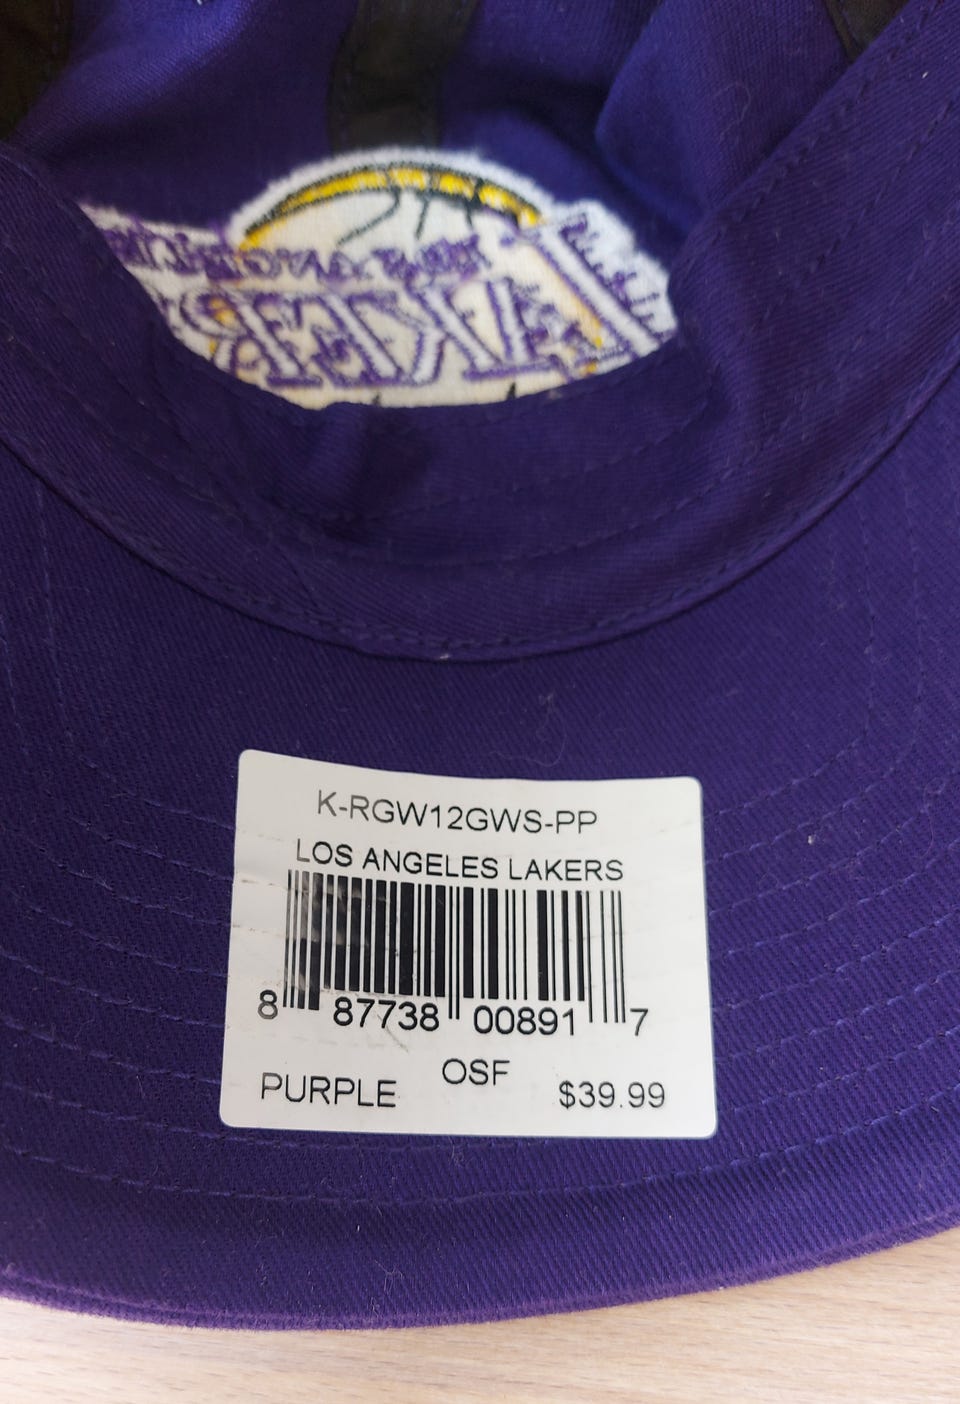 K-RGW12GWS-PP
LOS ANGELES LAKERS
8 87738 00891 7
OSF
PURPLE $39.99